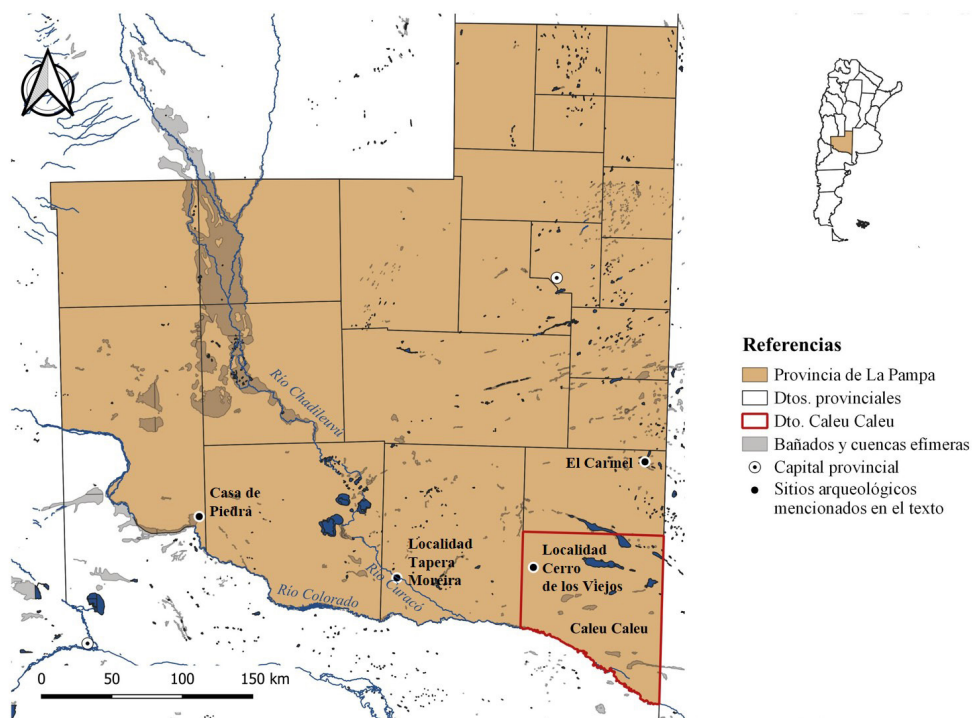 Río Chadileuvú
El Carmel
Casa de
Piedra
Localidad
Tapera
Moreira
Localidad
Cerro
de los Viejos
Río Colorado
Río Curacó
Caleu Caleu
0 50 100 150 km
Referencias
Provincia de La Pampa
Dtos. provinciales
Dto. Caleu Caleu
Bañados y cuencas efímeras
Capital provincial
Sitios arqueológicos
mencionados en el texto